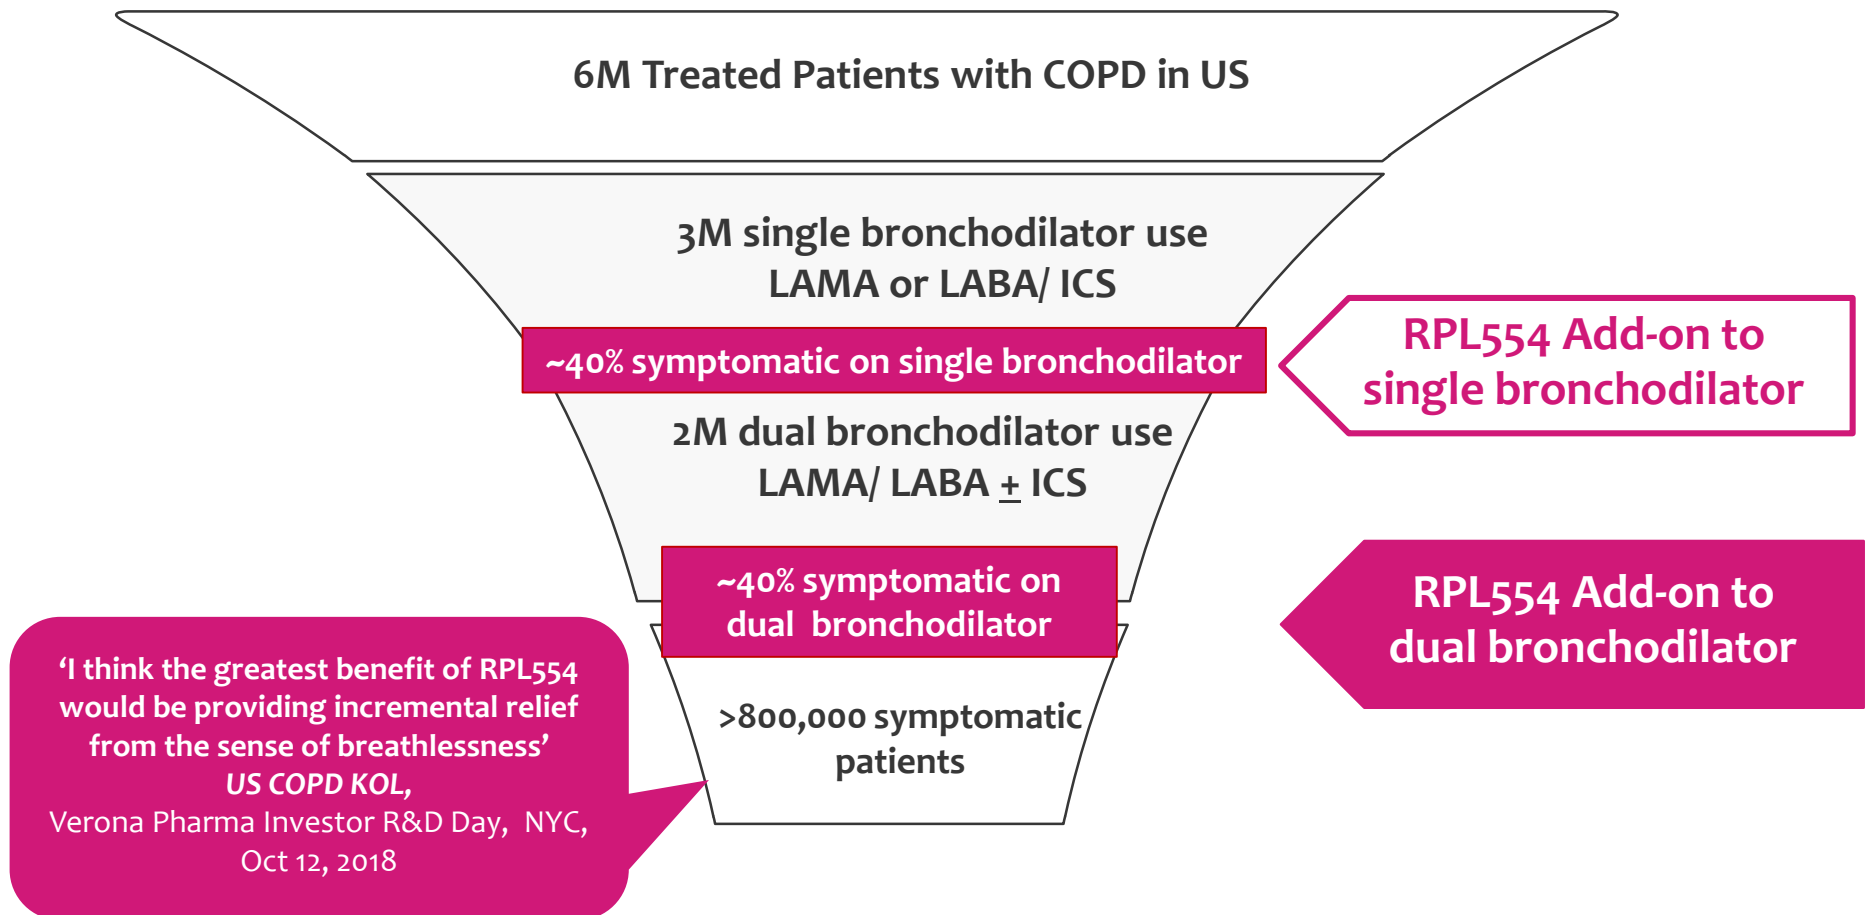 6M Treated Patients with COPD in US
3M single bronchodilator use
LAMA or LABA/ ICS
~40% symptomatic on single bronchodilator
RPL554 Add-on to
single bronchodilator
2M dual bronchodilator use
LAMA/ LABA + ICS
~40% symptomatic on
dual bronchodilator
RPL554 Add-on to
dual bronchodilator
>800,000 symptomatic
patients
‘I think the greatest benefit of RPL554
would be providing incremental relief
from the sense of breathlessness’
US COPD KOL,
Verona Pharma Investor R&D Day, NYC,
Oct 12, 2018